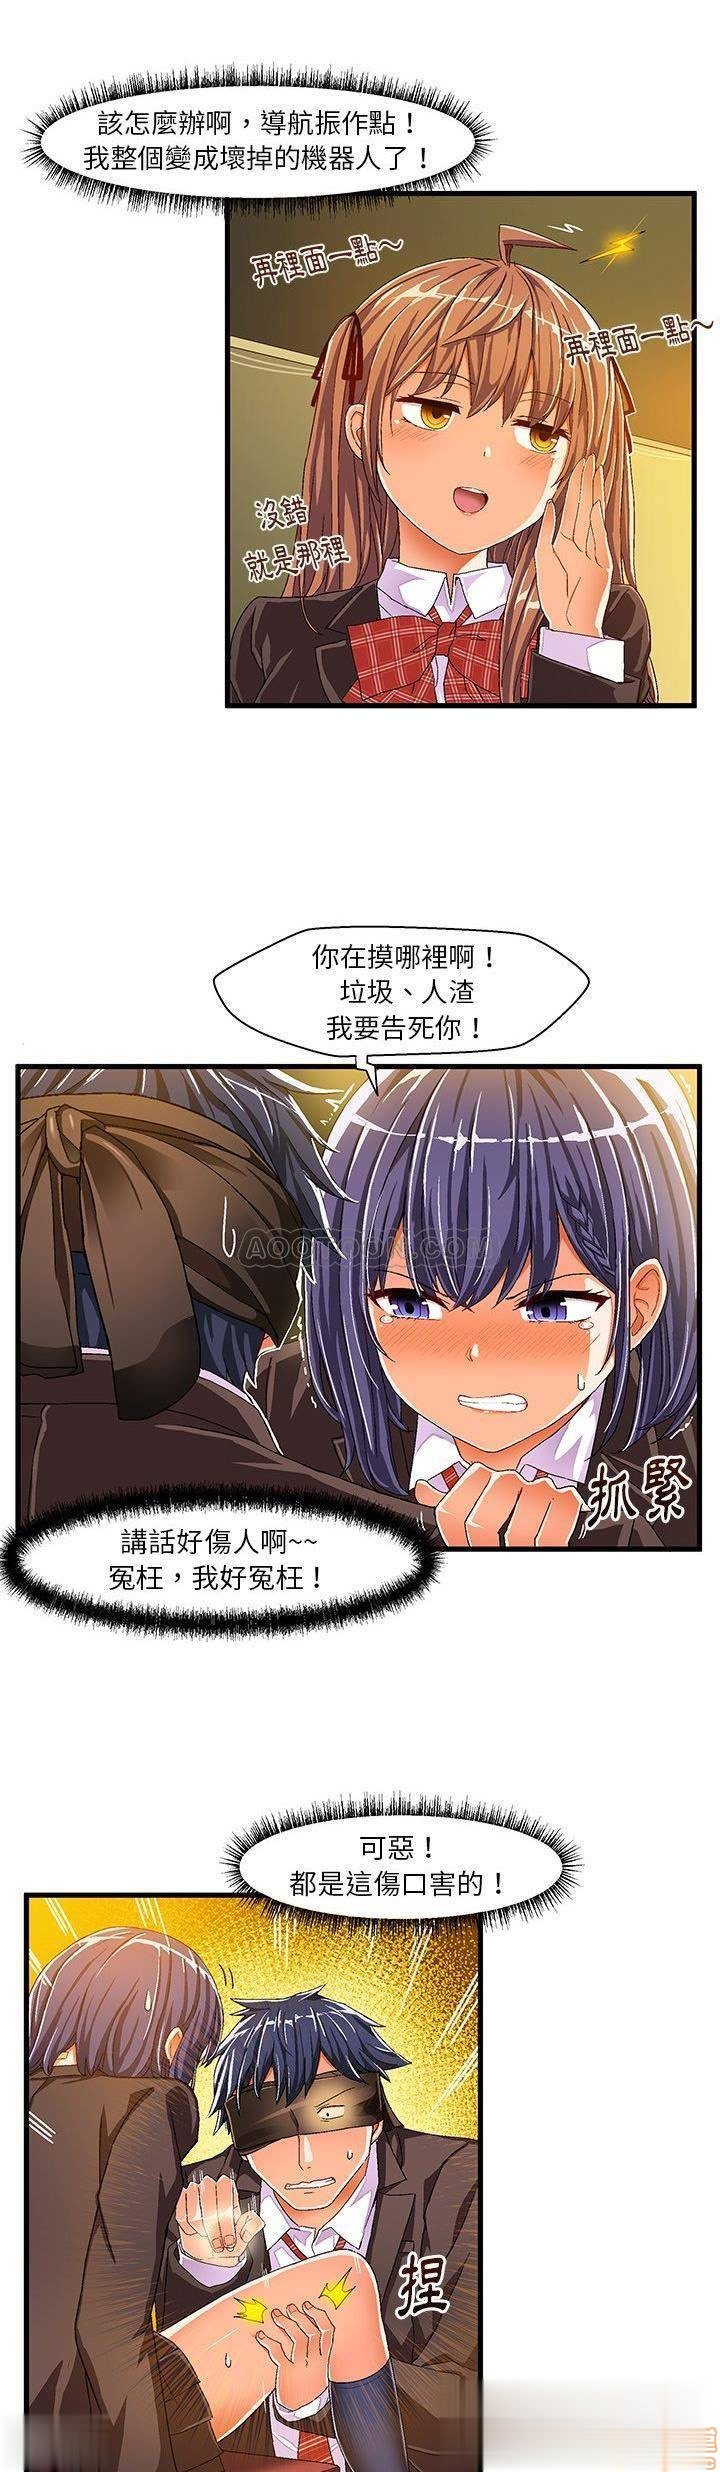 該怎麼辦啊，導航振作點！
我整個變成壞掉的機器人了！
再裡面一點～
再裡面一點～
沒錯
就是那裡
你在摸哪裡啊！
垃圾、人渣
我要告死你！
抓緊
講話好傷人啊~~
冤枉，我好冤枉！
可惡！
都是這傷口害的！
捏